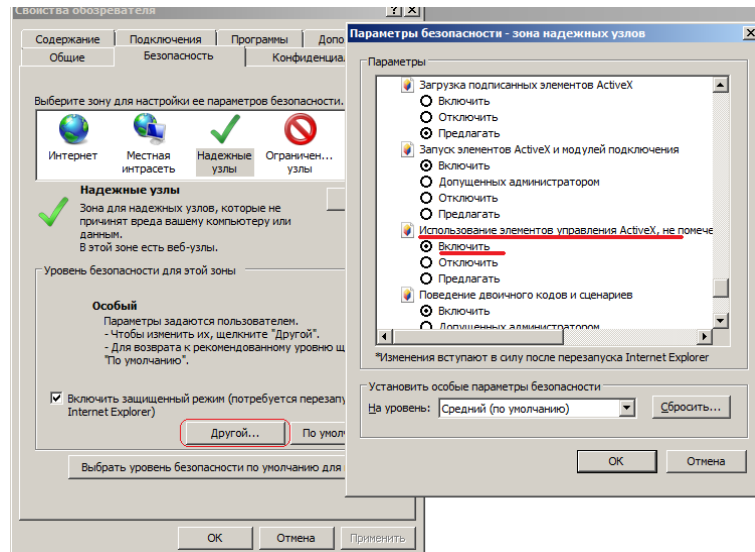 Свойства обозревателя
Содержание
Подключения
Программы
Допо
Общие
Безопасность
Конфиденциа
Выберите зону для настройки ее параметров безопасности.
Интернет
Местная
интрасеть
Надежные
узлы
Ограничен...
узлы
Надежные узлы
Зона для надежных узлов, которые не
причинят вреда вашему компьютеру или
данным.
В этой зоне есть веб-узлы.
Уровень безопасности для этой зоны
Особый
Параметры задаются пользователем.
- Чтобы изменить их, щелкните "Другой".
- Для возврата к рекомендованному уровню щ
"По умолчанию".
Включить защищенный режим (потребуется перезапу
Internet Explorer)
Другой...
По умол
Выбрать уровень безопасности по умолчанию для
OK
Отмена
Применить
Параметры безопасности - зона надежных узлов
Параметры
Загрузка подписанных элементов ActiveX
Включить
Отключить
Предлагать
Запуск элементов ActiveX и модулей подключения
Включить
Допущенных администратором
Отключить
Предлагать
Использование элементов управления ActiveX, не помече
Включить
Отключить
Предлагать
Поведение двоичного кодов и сценариев
Включить
Допущенных администратором
*Изменения вступают в силу после перезапуска Internet Explorer
Установить особые параметры безопасности
На уровень:
Средний (по умолчанию)
Сбросить...
OK
Отмена